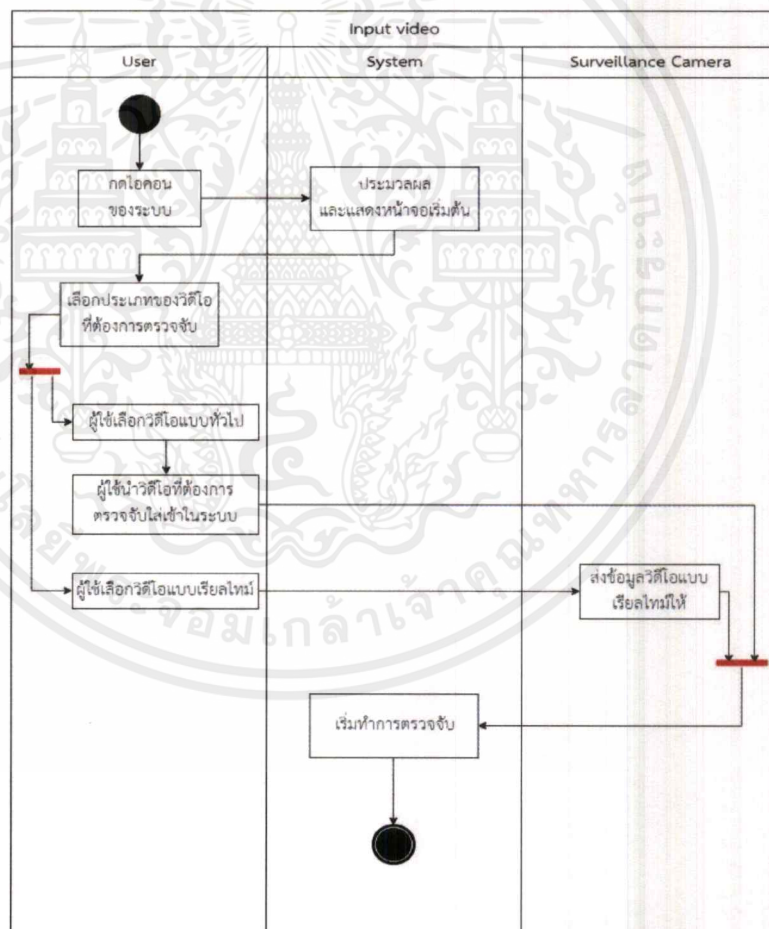 Input video
User
System
Surveillance Camera
กดไอคอน
ของระบบ
ประมวลผล
และแสดงหน้าจอเริ่มต้น
เลือกประเภทของวิดีโอ
ที่ต้องการตรวจจับ
ผู้ใช้เลือกวิดีโอแบบทั่วไป
ผู้ใช้นำวิดีโอที่ต้องการ
ตรวจจับใส่เข้าในระบบ
ผู้ใช้เลือกวิดีโอแบบเรียลไทม์
ส่งข้อมูลวิดีโอแบบ
เรียลไทม์ให้
เริ่มทำการตรวจจับ